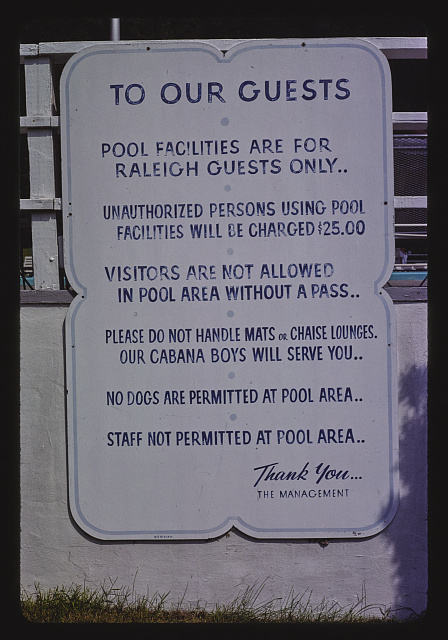 TO OUR GUESTS
POOL FACILITIES ARE FOR
RALEIGH GUESTS ONLY..
UNAUTHORIZED PERSONS USING POOL
FACILITIES WILL BE CHARGED $25.00
VISITORS ARE NOT ALLOWED
IN POOL AREA WITHOUT A PASS..
PLEASE DO NOT HANDLE MATS OR CHAISE LOUNGES.
OUR CABANA BOYS WILL SERVE YOU..
NO DOGS ARE PERMITTED AT POOL AREA..
STAFF NOT PERMITTED AT POOL AREA..
Thank You...
THE MANAGEMENT